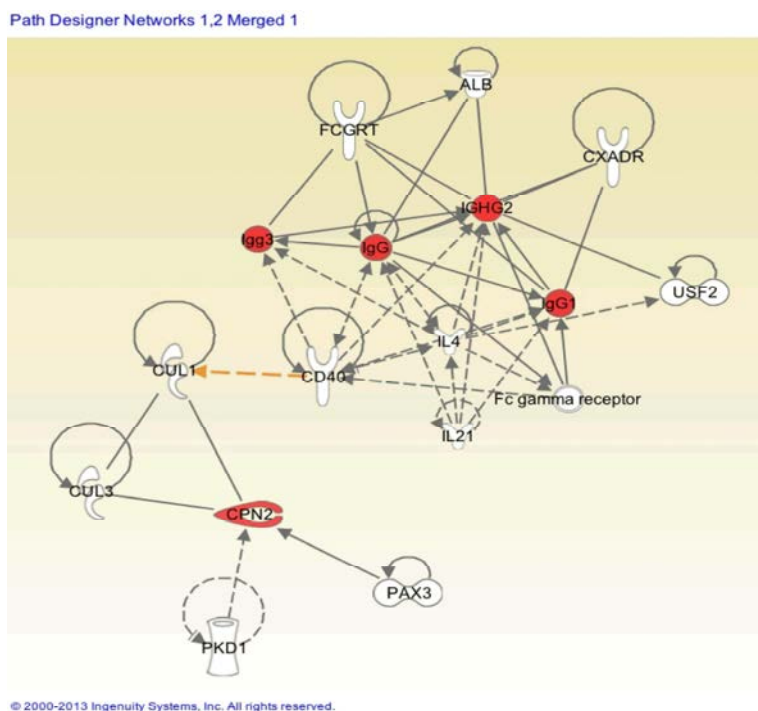 Path Designer Networks 1,2 Merged 1
ALB
FCGRT
CXADR
IGHG2
Igg3
IgG
USF2
IgG1
IL4
CUL1
CD40
Fc gamma receptor
IL21
CUL3
CPN2
PAX3
PKD1
© 2000-2013 Ingenuity Systems, Inc. All rights reserved.